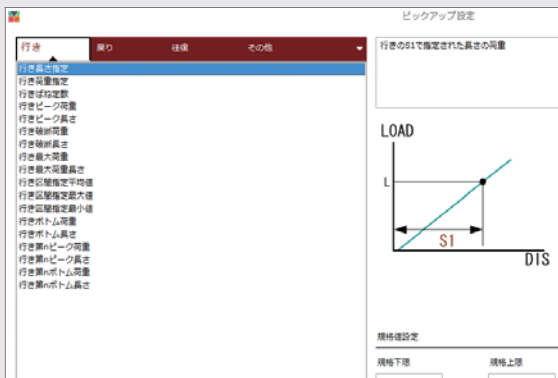 ピックアップ設定
行き 戻り 往復 その他
行き長さ指定
行き荷重指定
行きばね定数
行きピーク荷重
行きピーク長さ
行き破断荷重
行き破断長さ
行き最大荷重
行き最大荷重長さ
行き区間指定平均値
行き区間指定最大値
行き区間指定最小値
行きボトム荷重
行きボトム長さ
行き第nピーク荷重
行き第nピーク長さ
行き第nボトム荷重
行き第nボトム長さ
行きのS1で指定された長さの荷重
LOAD
L
S1
DIS
規格値設定
規格下限 規格上限